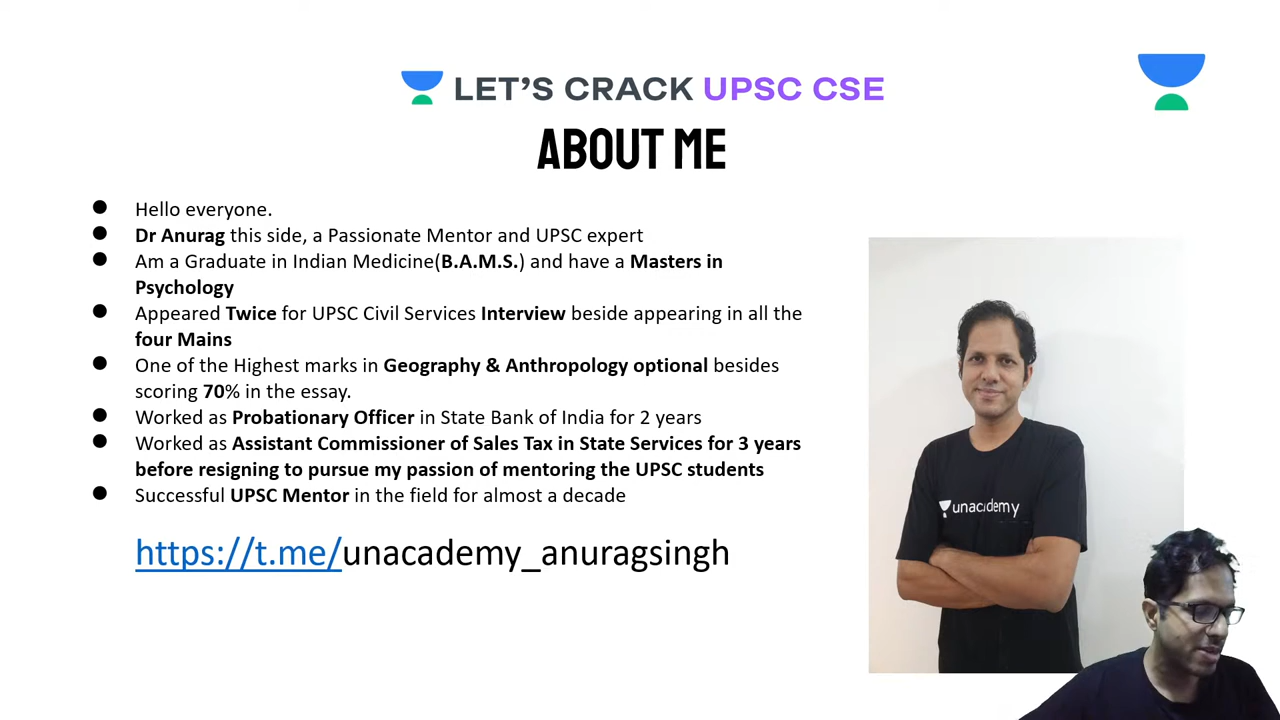 LET'S CRACK UPSC CSE
ABOUT ME
● Hello everyone.
● Dr Anurag this side, a Passionate Mentor and UPSC expert
● Am a Graduate in Indian Medicine(B.A.M.S.) and have a Masters in
Psychology
● Appeared Twice for UPSC Civil Services Interview beside appearing in all the
four Mains
● One of the Highest marks in Geography & Anthropology optional besides
scoring 70% in the essay.
● Worked as Probationary Officer in State Bank of India for 2 years
● Worked as Assistant Commissioner of Sales Tax in State Services for 3 years
before resigning to pursue my passion of mentoring the UPSC students
● Successful UPSC Mentor in the field for almost a decade
https://t.me/unacademy_anuragsingh
unacademy